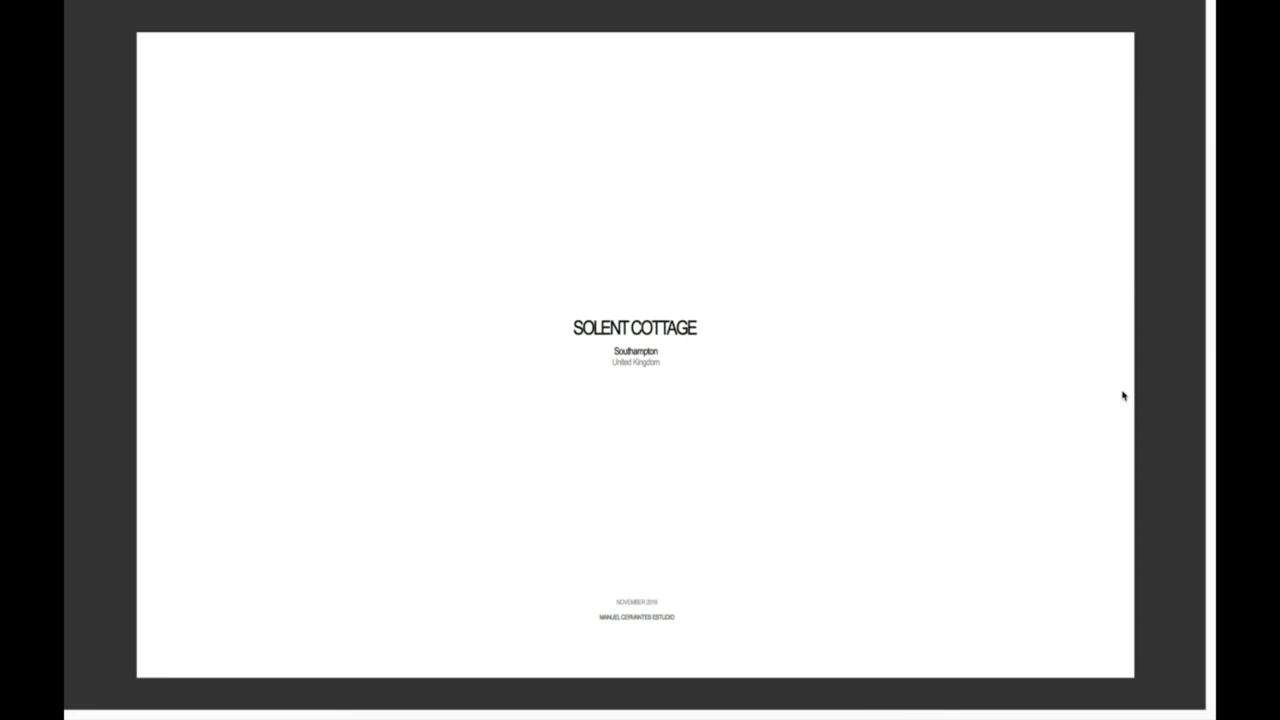 SOLENT COTTAGE
Southampton
United Kingdom
NOVEMBER 2019
MANUEL CERVANTES ESTUDIO